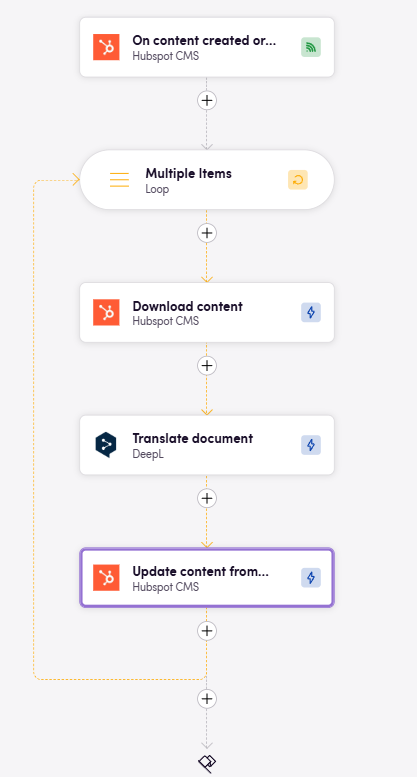 On content created or...
Hubspot CMS
Multiple Items
Loop
Download content
Hubspot CMS
Translate document
DeepL
Update content from...
Hubspot CMS